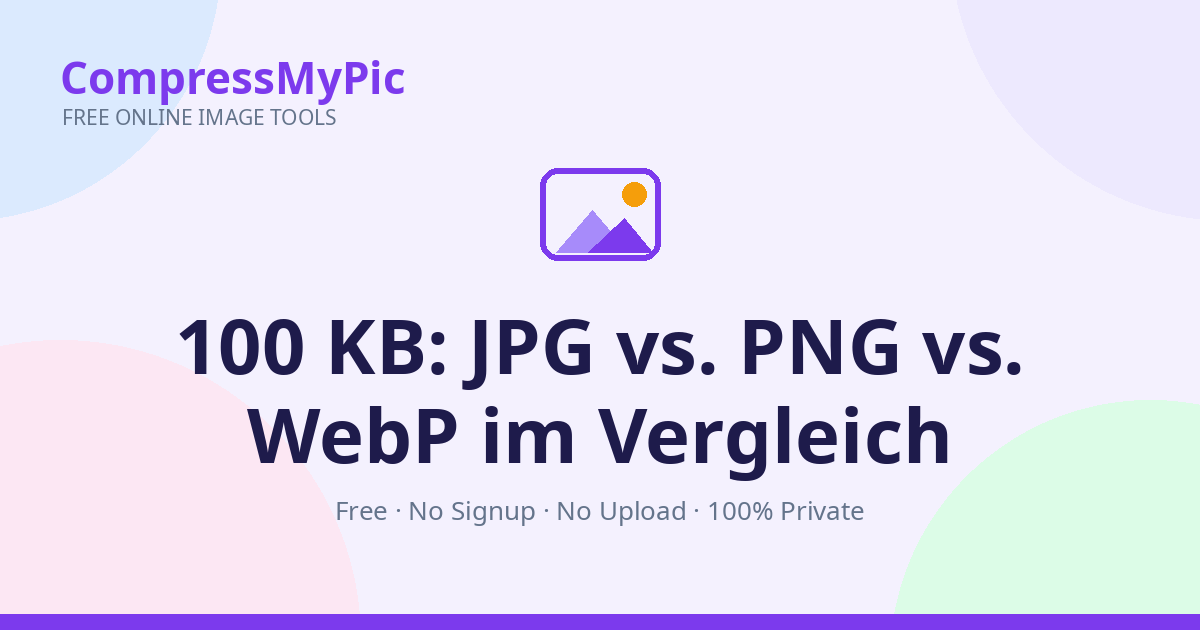 CompressMyPic
FREE ONLINE IMAGE TOOLS
100 KB: JPG vs. PNG vs.
WebP im Vergleich
Free · No Signup · No Upload · 100% Private